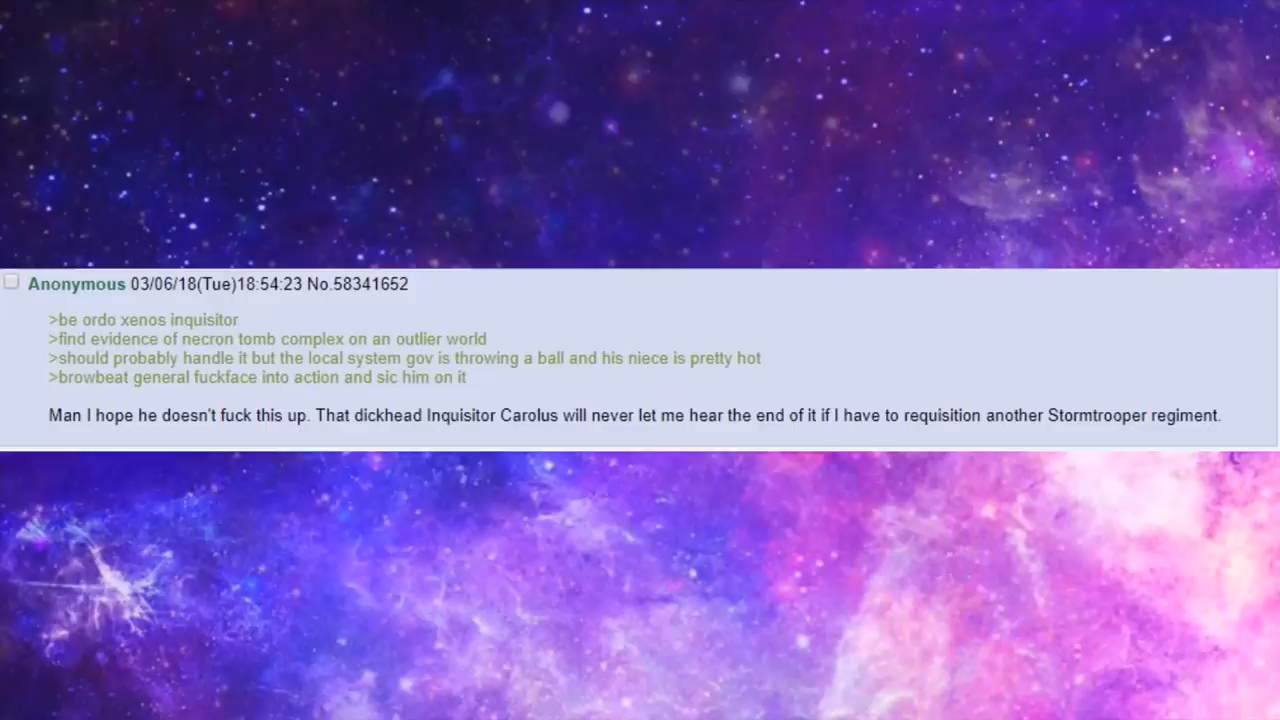 Anonymous 03/06/18(Tue)18:54:23 No.58341652
>be ordo xenos inquisitor
>find evidence of necron tomb complex on an outlier world
>should probably handle it but the local system gov is throwing a ball and his niece is pretty hot
>browbeat general fuckface into action and sic him on it
Man I hope he doesn't fuck this up. That dickhead Inquisitor Carolus will never let me hear the end of it if I have to requisition another Stormtrooper regiment.